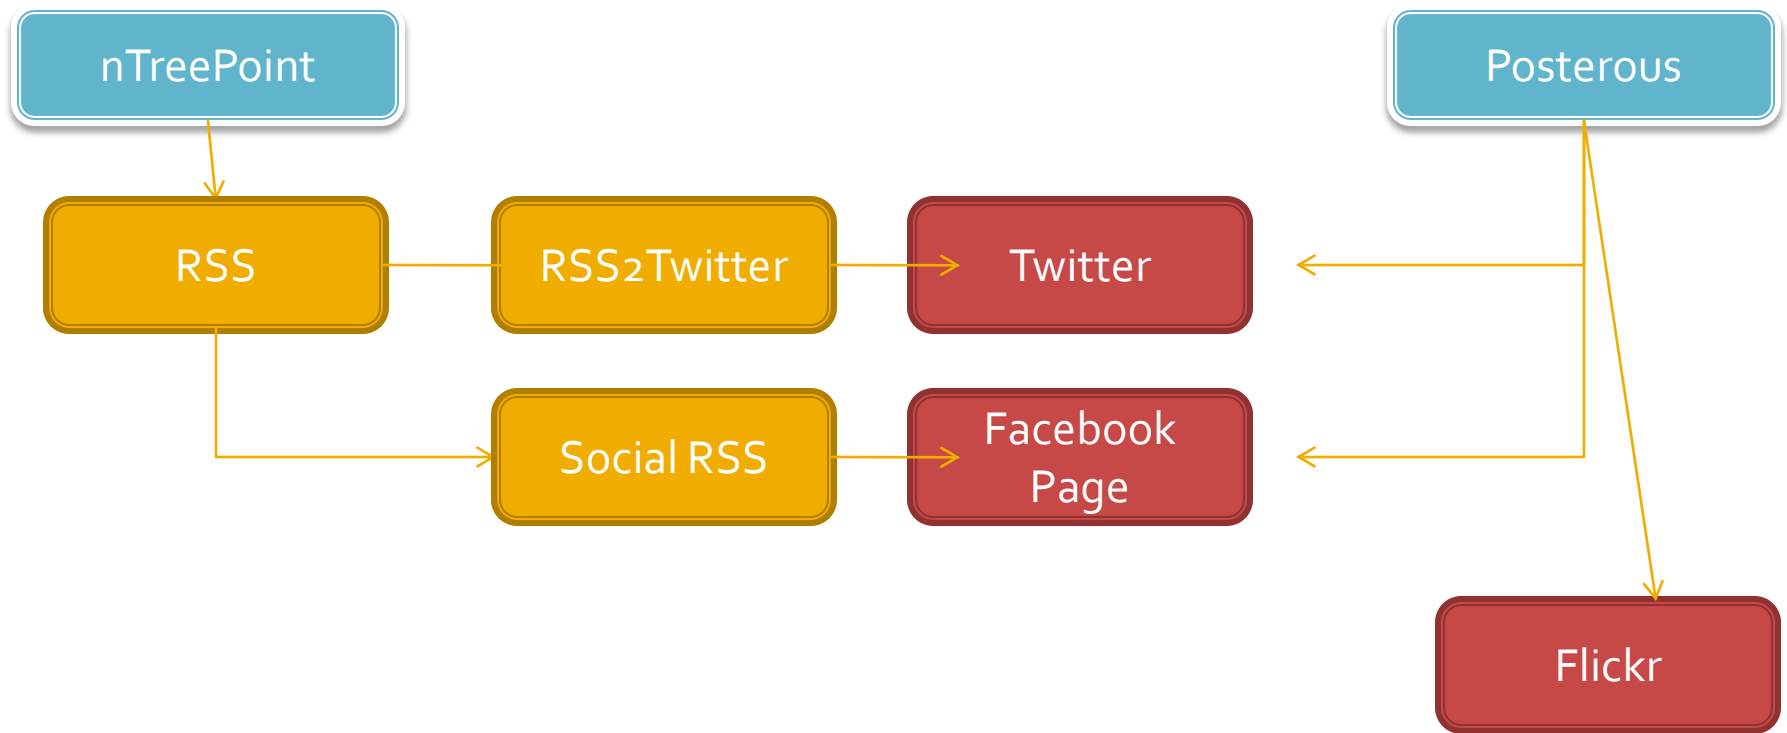 nTreePoint
Posterous
RSS
RSS2Twitter
Twitter
Social RSS
Facebook
Page
Flickr